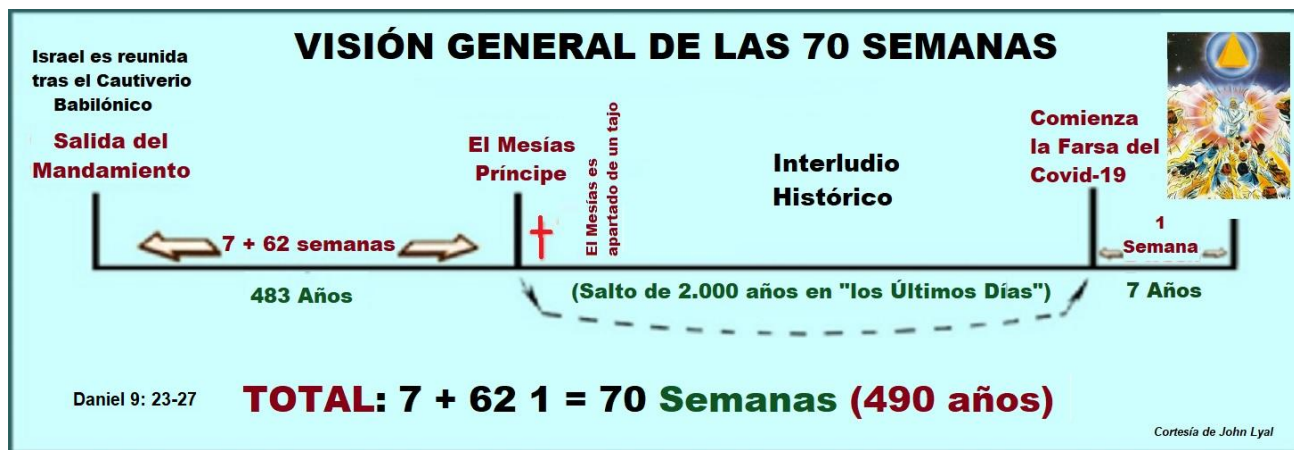 VISIÓN GENERAL DE LAS 70 SEMANAS
Israel es reunida
tras el Cautiverio
Babilónico
Salida del
Mandamiento
El Mesías
Príncipe
El Mesías es
apartado de un tajo
Interludio
Histórico
Comienza
la Farsa del
Covid-19
7 + 62 semanas
1
Semana
483 Años
(Salto de 2.000 años en "los Últimos Días")
7 Años
Daniel 9: 23-27
TOTAL: 7 + 62 1 = 70 Semanas (490 años)
Cortesía de John Lyal